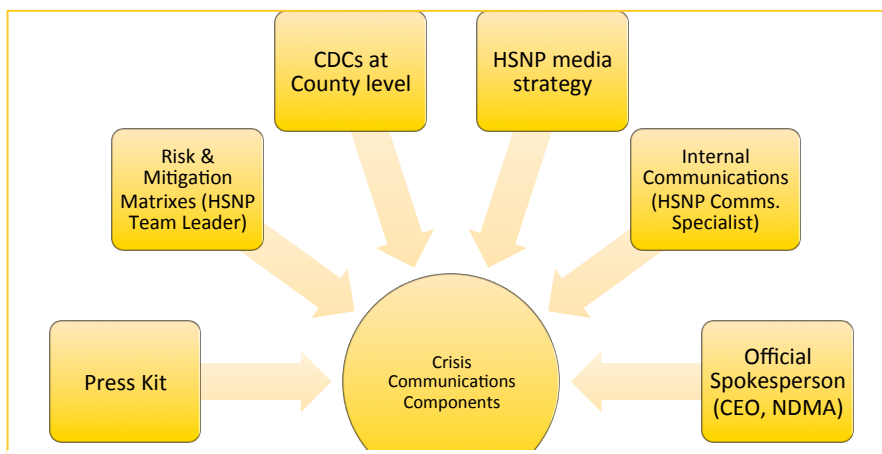 CDCs at
County level
HSNP media
strategy
Risk &
Mitigation
Matrixes (HSNP
Team Leader)
Internal
Communications
(HSNP Comms.
Specialist)
Press Kit
Crisis
Communications
Components
Official
Spokesperson
(CEO, NDMA)